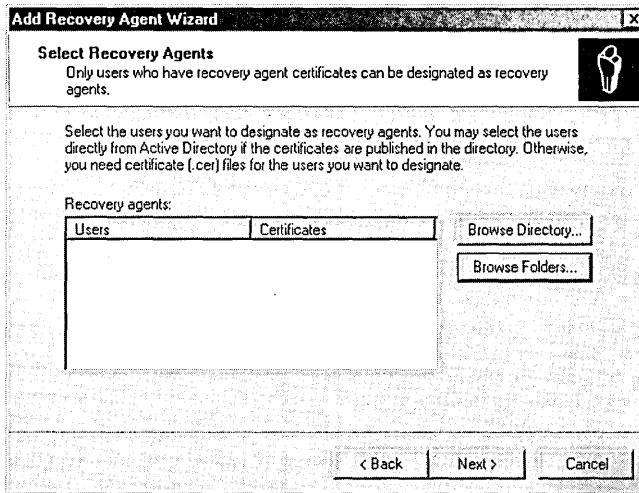 Add Recovery Agent Wizard
Select Recovery Agents
Only users who have recovery agent certificates can be designated as recovery
agents.
Select the users you want to designate as recovery agents. You may select the users
directly from Active Directory if the certificates are published in the directory. Otherwise,
you need certificate (.cer) files for the users you want to designate.
Recovery agents:
Users Certificates
Browse Directory...
Browse Folders...
< Back Next > Cancel